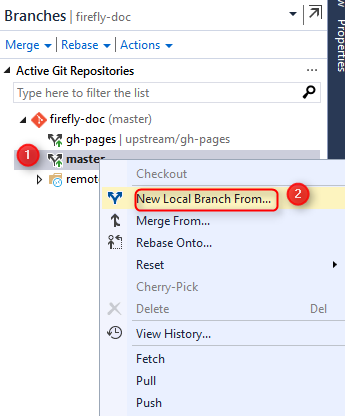 Branches | firefly-doc
Merge | Rebase | Actions
Active Git Repositories ...
Type here to filter the list
firefly-doc (master)
gh-pages | upstream/gh-pages
1 master
remot
Checkout
New Local Branch From... 2
Merge From...
Rebase Onto...
Reset
Cherry-Pick
Delete Del
View History...
Fetch
Pull
Push
Properties